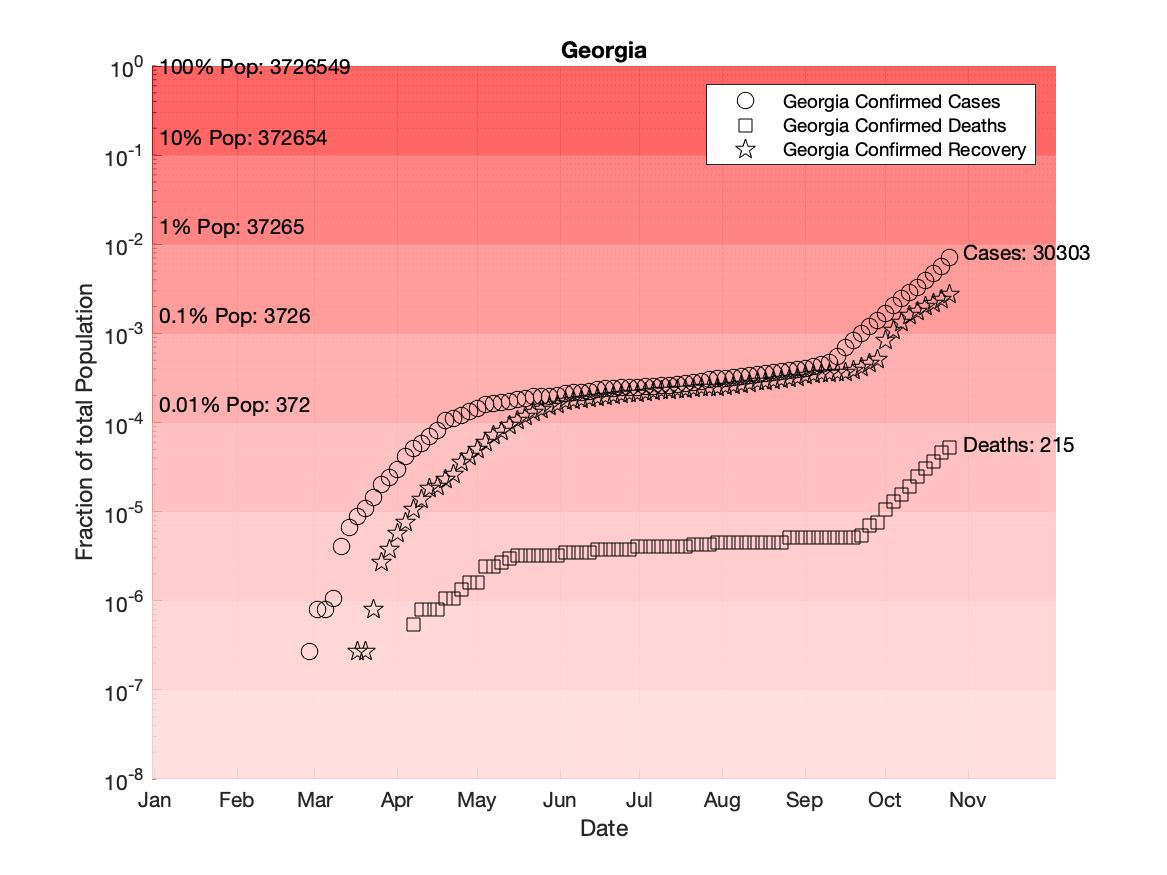 Georgia
10^0
10^-1
10^-2
10^-3
10^-4
10^-5
10^-6
10^-7
10^-8
Fraction of total Population
100% Pop: 3726549
10% Pop: 372654
1% Pop: 37265
0.1% Pop: 3726
0.01% Pop: 372
Georgia Confirmed Cases
Georgia Confirmed Deaths
Georgia Confirmed Recovery
Cases: 30303
Deaths: 215
Jan Feb Mar Apr May Jun Jul Aug Sep Oct Nov
Date